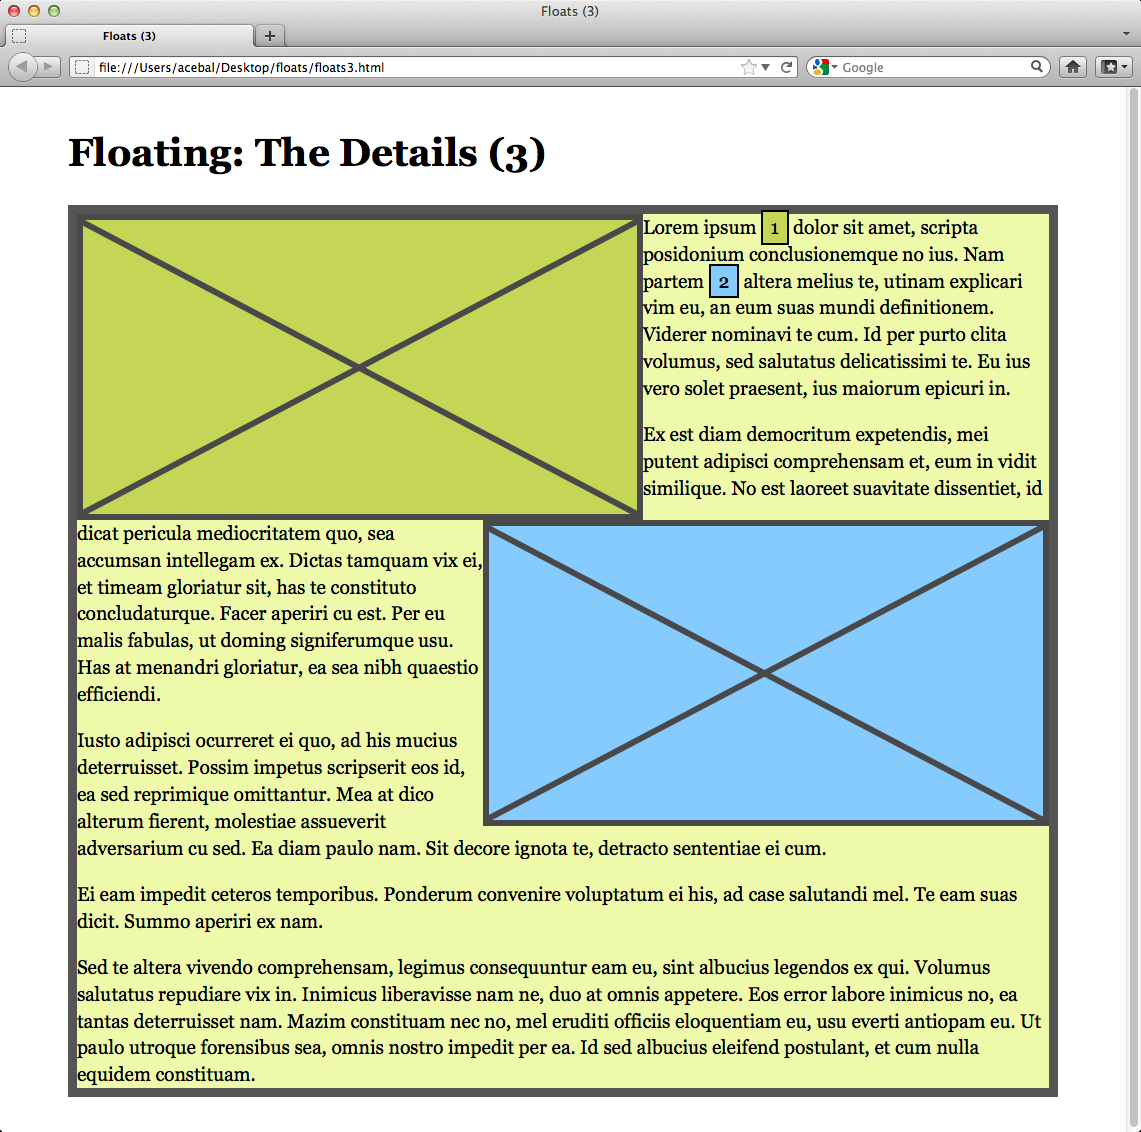 Floats (3)
Floats (3)
file:///Users/acebal/Desktop/floats/floats3.html
Google
Floating: The Details (3)
Lorem ipsum 1 dolor sit amet, scripta
posidonium conclusionemque no ius. Nam
partem 2 altera melius te, utinam explicari
vim eu, an eum suas mundi definitionem.
Viderer nominavi te cum. Id per purto clita
volumus, sed salutatus delicatissimi te. Eu ius
vero solet praesent, ius maiorum epicuri in.
Ex est diam democritum expetendis, mei
putent adipisci comprehensam et, eum in vidit
similique. No est laoreet suavitate dissentiet, id
dicat pericula mediocritatem quo, sea
accumsan intellegam ex. Dictas tamquam vix ei,
et timeam gloriatur sit, has te constituto
concludaturque. Facer aperiri cu est. Per eu
malis fabulas, ut doming signiferumque usu.
Has at menandri gloriatur, ea sea nibh quaestio
efficiendi.
Iusto adipisci ocurreret ei quo, ad his mucius
deterruisset. Possim impetus scripserit eos id,
ea sed reprimique omittantur. Mea at dico
alterum fierent, molestiae assueverit
adversarium cu sed. Ea diam paulo nam. Sit decore ignota te, detracto sententiae ei cum.
Ei eam impedit ceteros temporibus. Ponderum convenire voluptatum ei his, ad case salutandi mel. Te eam suas
dicit. Summo aperiri ex nam.
Sed te altera vivendo comprehensam, legimus consequuntur eam eu, sint albucius legendos ex qui. Volumus
salutatus repudiare vix in. Inimicus liberavisse nam ne, duo at omnis appetere. Eos error labore inimicus no, ea
tantas deterruisset nam. Mazim constituam nec no, mel eruditi officiis eloquentiam eu, usu everti antiopam eu. Ut
paulo utroque forensibus sea, omnis nostro impedit per ea. Id sed albucius eleifend postulant, et cum nulla
equidem constituam.